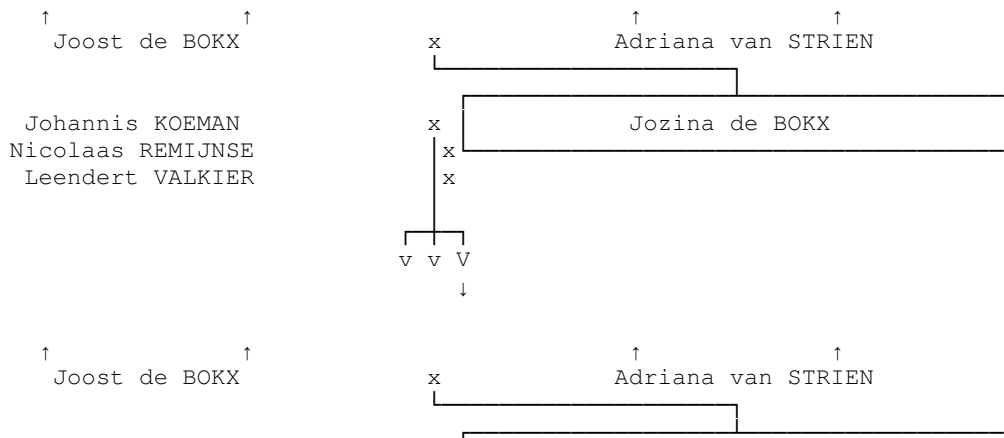 ↑ ↑ ↑ ↑
Joost de BOKX x Adriana van STRIEN
Johannis KOEMAN x Jozina de BOKX
Nicolaas REMIJNSE x
Leendert VALKIER x
v v V
↓
↑ ↑ ↑ ↑
Joost de BOKX x Adriana van STRIEN